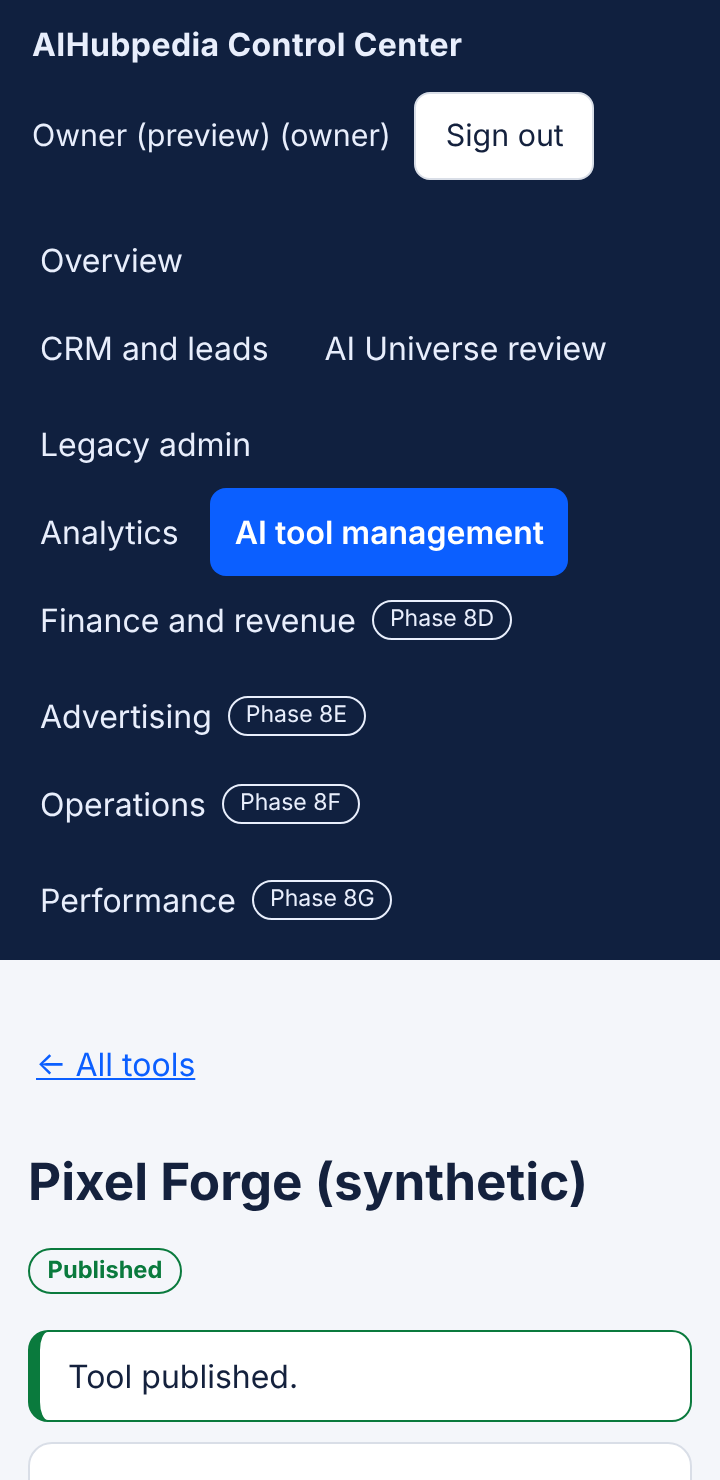 AIHubpedia Control Center
Owner (preview) (owner) Sign out
Overview
CRM and leads AI Universe review
Legacy admin
Analytics AI tool management
Finance and revenue Phase 8D
Advertising Phase 8E
Operations Phase 8F
Performance Phase 8G
← All tools
Pixel Forge (synthetic)
Published
Tool published.